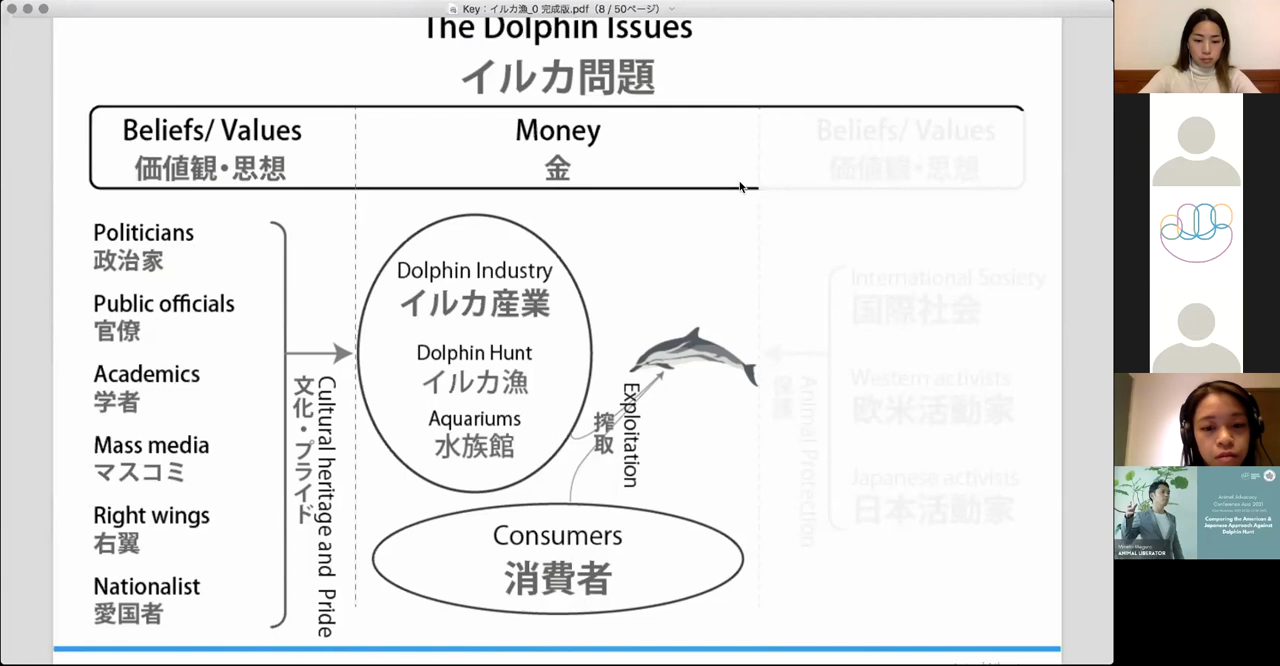 Key：イルカ漁_0 完成版.pdf（8 / 50ページ）
The Dolphin Issues
イルカ問題
Beliefs/ Values
価値観・思想
Money
金
Beliefs/ Values
価値観・思想
Politicians
政治家
Public officials
官僚
Academics
学者
Mass media
マスコミ
Right wings
右翼
Nationalist
愛国者
Cultural heritage and Pride
文化・プライド
Dolphin Industry
イルカ産業
Dolphin Hunt
イルカ漁
Aquariums
水族館
Exploitation
搾取
Consumers
消費者
Animal Protection
保護
International Sosiety
国際社会
Western activists
欧米活動家
Japanese activists
日本活動家
Animal Advocacy
Conference Asia 2021
Comparing the American &
Japanese Approach Against
Dolphin Hunt
ANIMAL LIBERATOR